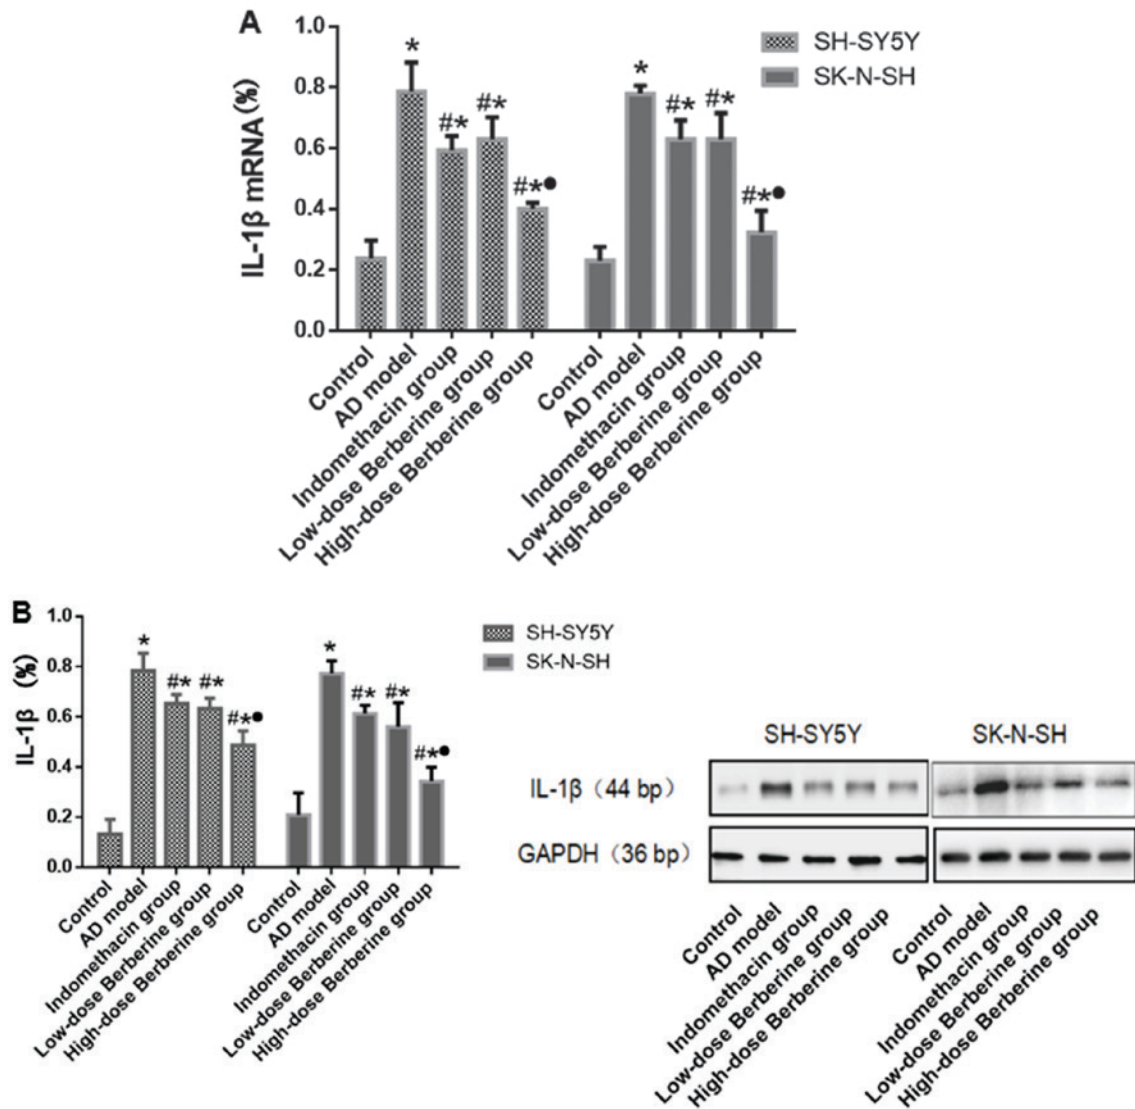 A
IL-1β mRNA(%)
1.0
0.8
0.6
0.4
0.2
0.0
*
#*
#*
#*●
*
#*
#*
#*●
SH-SY5Y
SK-N-SH
Control
AD model
Indomethacin group
Low-dose Berberine group
High-dose Berberine group
Control
AD model
Indomethacin group
Low-dose Berberine group
High-dose Berberine group
B
IL-1β (%)
1.0
0.8
0.6
0.4
0.2
0.0
*
#*
#*
#*●
*
#*
#*
#*●
SH-SY5Y
SK-N-SH
Control
AD model
Indomethacin group
Low-dose Berberine group
High-dose Berberine group
Control
AD model
Indomethacin group
Low-dose Berberine group
High-dose Berberine group
SH-SY5Y
SK-N-SH
IL-1β（44 bp）
GAPDH（36 bp）
Control
AD model
Indomethacin group
Low-dose Berberine group
High-dose Berberine group
Control
AD model
Indomethacin group
Low-dose Berberine group
High-dose Berberine group